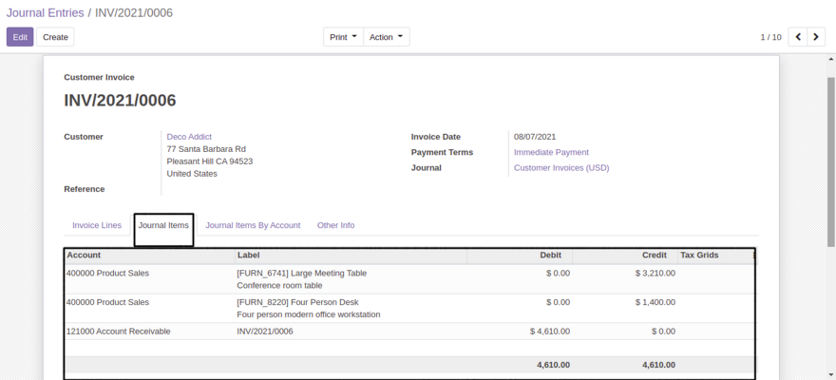 Journal Entries / INV/2021/0006
Edit Create Print Action 1 / 10
Customer Invoice
INV/2021/0006
Customer Deco Addict Invoice Date 08/07/2021
77 Santa Barbara Rd Payment Terms Immediate Payment
Pleasant Hill CA 94523 Journal Customer Invoices (USD)
United States
Reference
Invoice Lines Journal Items Journal Items By Account Other Info
Account Label Debit Credit Tax Grids
400000 Product Sales [FURN_6741] Large Meeting Table $ 0.00 $ 3,210.00
Conference room table
400000 Product Sales [FURN_8220] Four Person Desk $ 0.00 $ 1,400.00
Four person modern office workstation
121000 Account Receivable INV/2021/0006 $ 4,610.00 $ 0.00
4,610.00 4,610.00